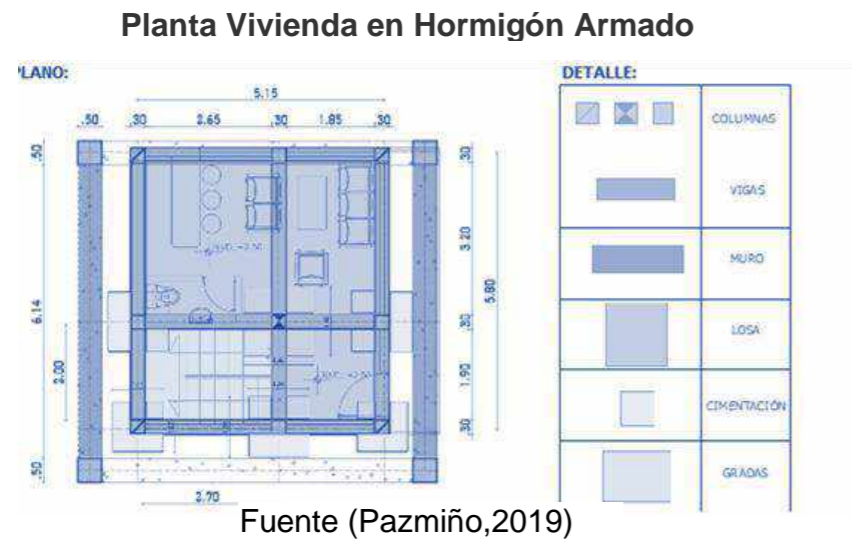 Planta Vivienda en Hormigón Armado
PLANO:
DETALLE:
5.15
.50 .30 2.65 .30 1.85 .30
.50
6.14
2.00
.50
.30
3.20
.30
1.90
.30
5.80
2.70
COLUMNAS
VIGAS
MURO
LOSA
CIMENTACIÓN
GRADAS
Fuente (Pazmiño,2019)